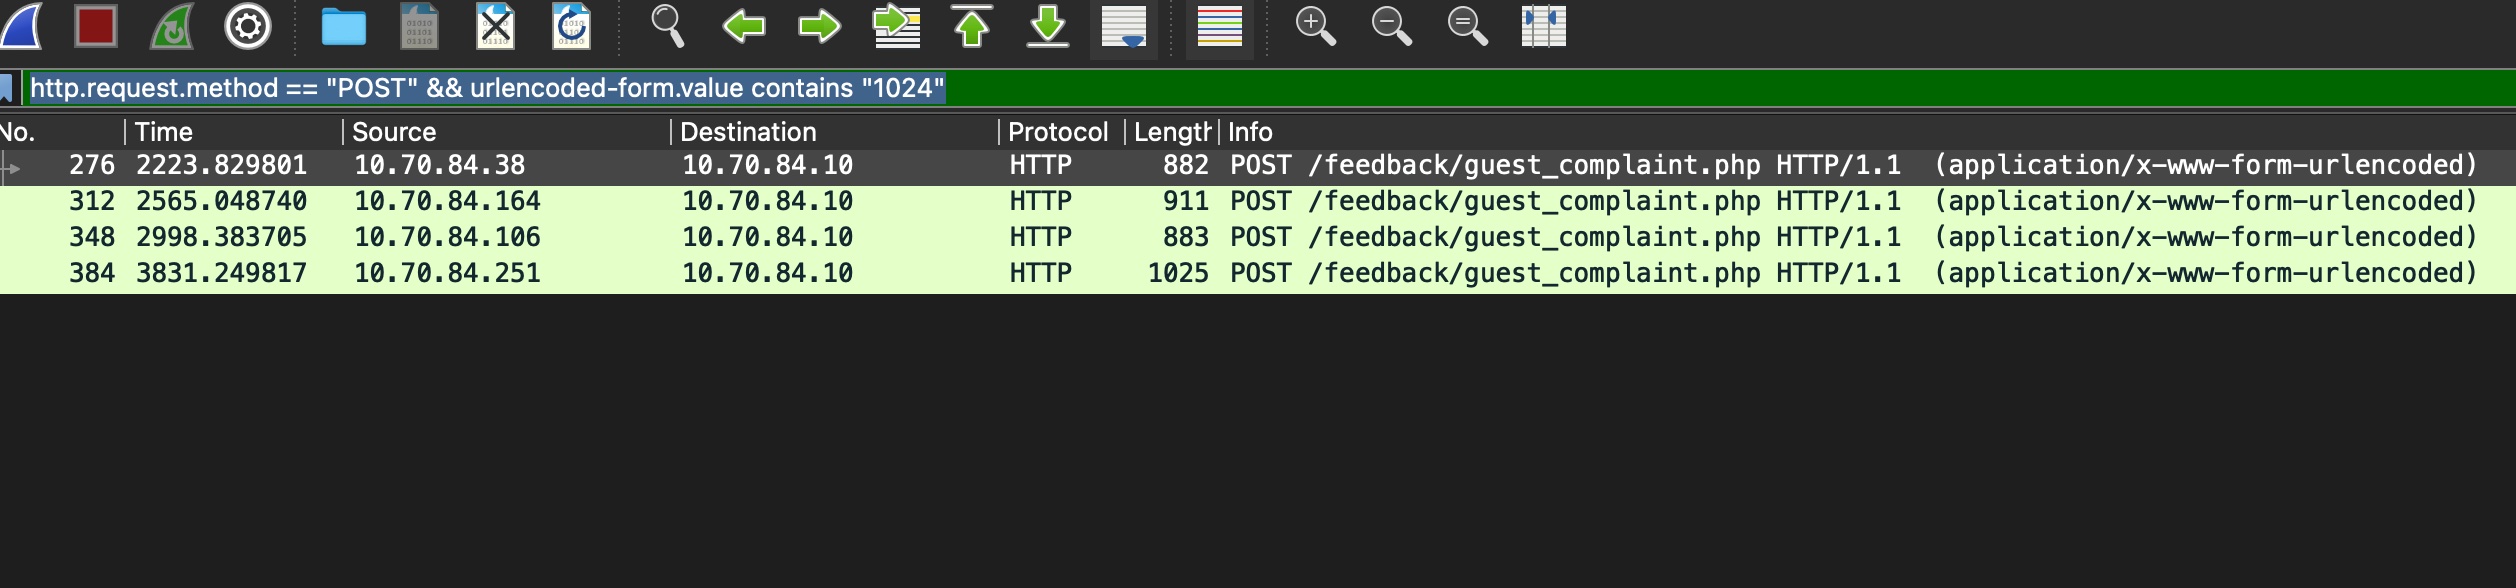 http.request.method == "POST" && urlencoded-form.value contains "1024"
No. Time Source Destination Protocol Length Info
276 2223.829801 10.70.84.38 10.70.84.10 HTTP 882 POST /feedback/guest_complaint.php HTTP/1.1 (application/x-www-form-urlencoded)
312 2565.048740 10.70.84.164 10.70.84.10 HTTP 911 POST /feedback/guest_complaint.php HTTP/1.1 (application/x-www-form-urlencoded)
348 2998.383705 10.70.84.106 10.70.84.10 HTTP 883 POST /feedback/guest_complaint.php HTTP/1.1 (application/x-www-form-urlencoded)
384 3831.249817 10.70.84.251 10.70.84.10 HTTP 1025 POST /feedback/guest_complaint.php HTTP/1.1 (application/x-www-form-urlencoded)